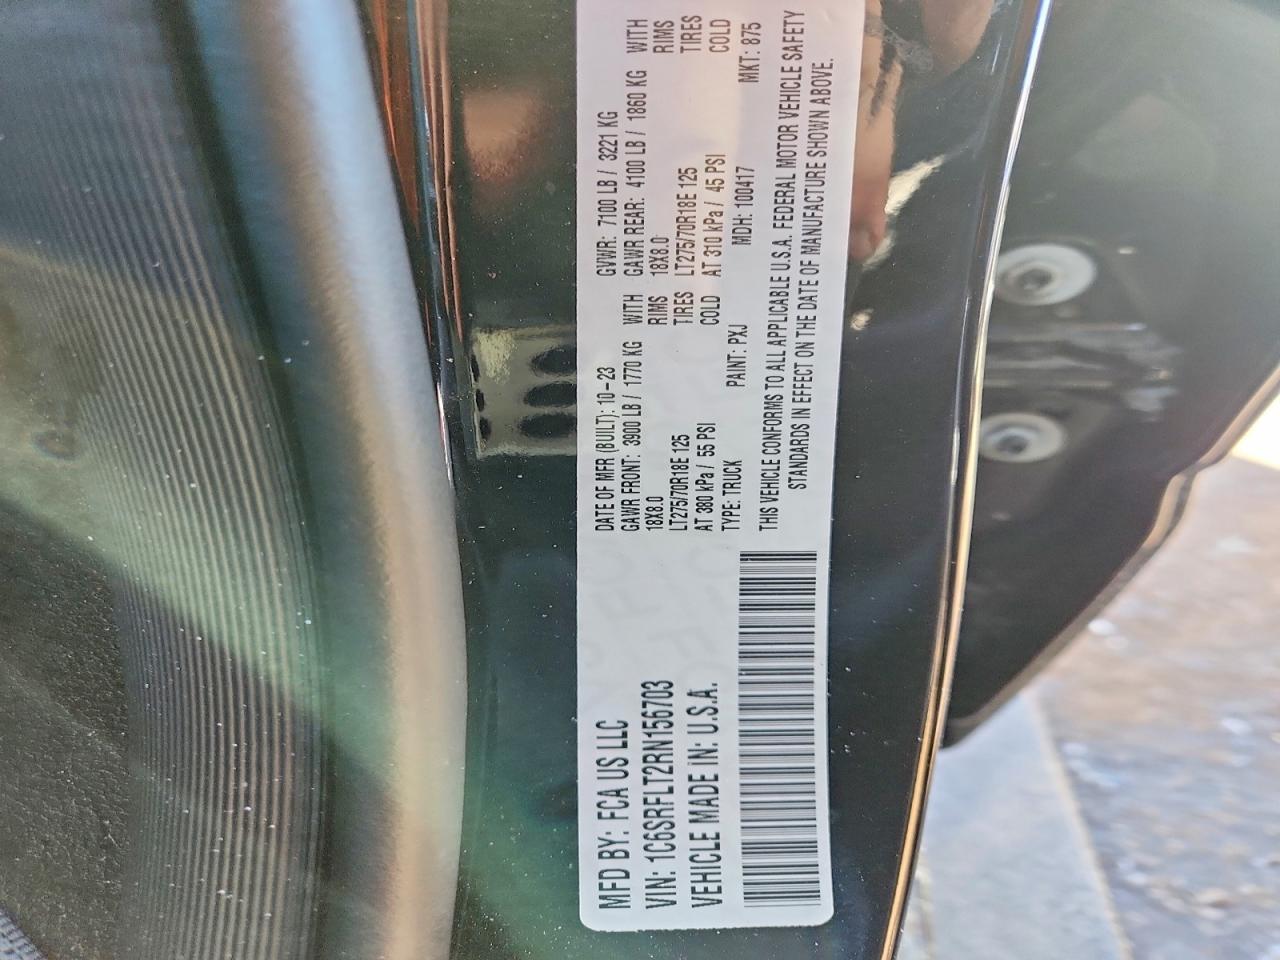 MFD BY: FCA US LLC
VIN: 1C6SRFLT2RN156703
VEHICLE MADE IN: U.S.A.
DATE OF MFR (BUILT): 10-23 GVWR: 7100 LB / 3221 KG
GAWR FRONT: 3900 LB / 1770 KG WITH GAWR REAR: 4100 LB / 1860 KG WITH
18X8.0 RIMS 18X8.0 RIMS
LT275/70R18E 125 TIRES LT275/70R18E 125 TIRES
AT 380 kPa / 55 PSI COLD AT 310 kPa / 45 PSI COLD
TYPE: TRUCK PAINT: PXJ MDH: 100417 MKT: 875
THIS VEHICLE CONFORMS TO ALL APPLICABLE U.S.A. FEDERAL MOTOR VEHICLE SAFETY
STANDARDS IN EFFECT ON THE DATE OF MANUFACTURE SHOWN ABOVE.